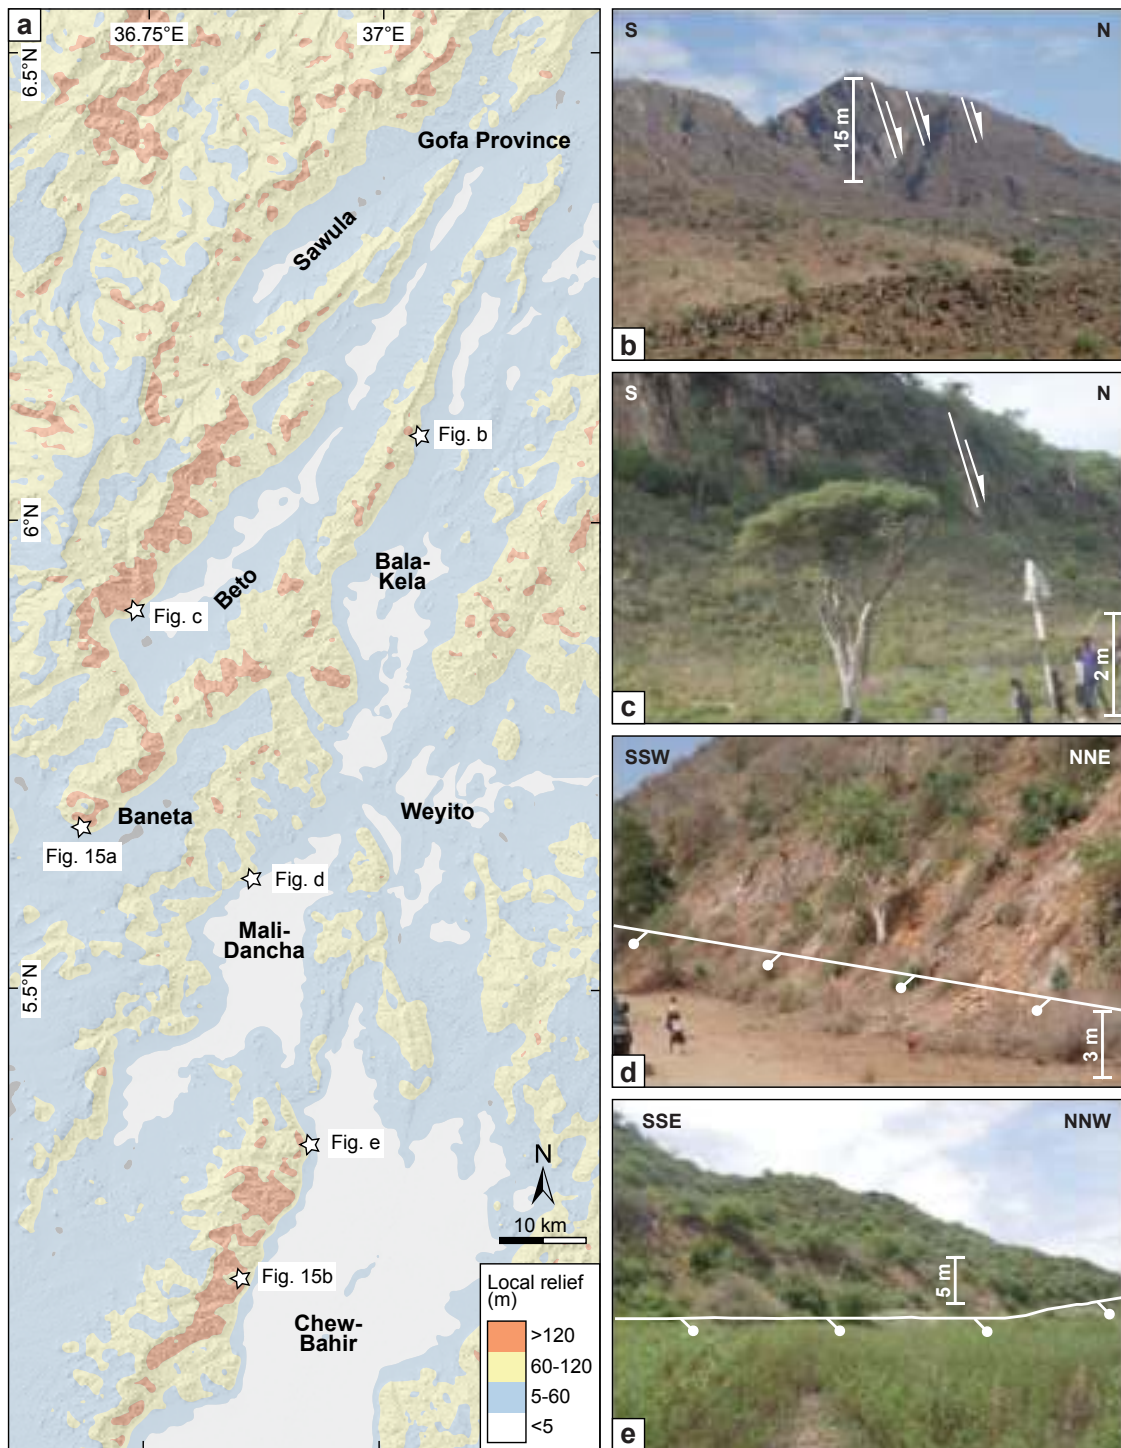 a
36.75°E
37°E
6.5°N
Gofa Province
Sawula
Fig. b
6°N
Bala-
Kela
Beto
Fig. c
Baneta
Weyito
Fig. 15a
Fig. d
Mali-
Dancha
5.5°N
Fig. e
N
10 km
Fig. 15b
Chew-
Bahir
Local relief
(m)
>120
60-120
5-60
<5
S
N
15 m
b
S
N
2 m
c
SSW
NNE
3 m
d
SSE
NNW
5 m
e